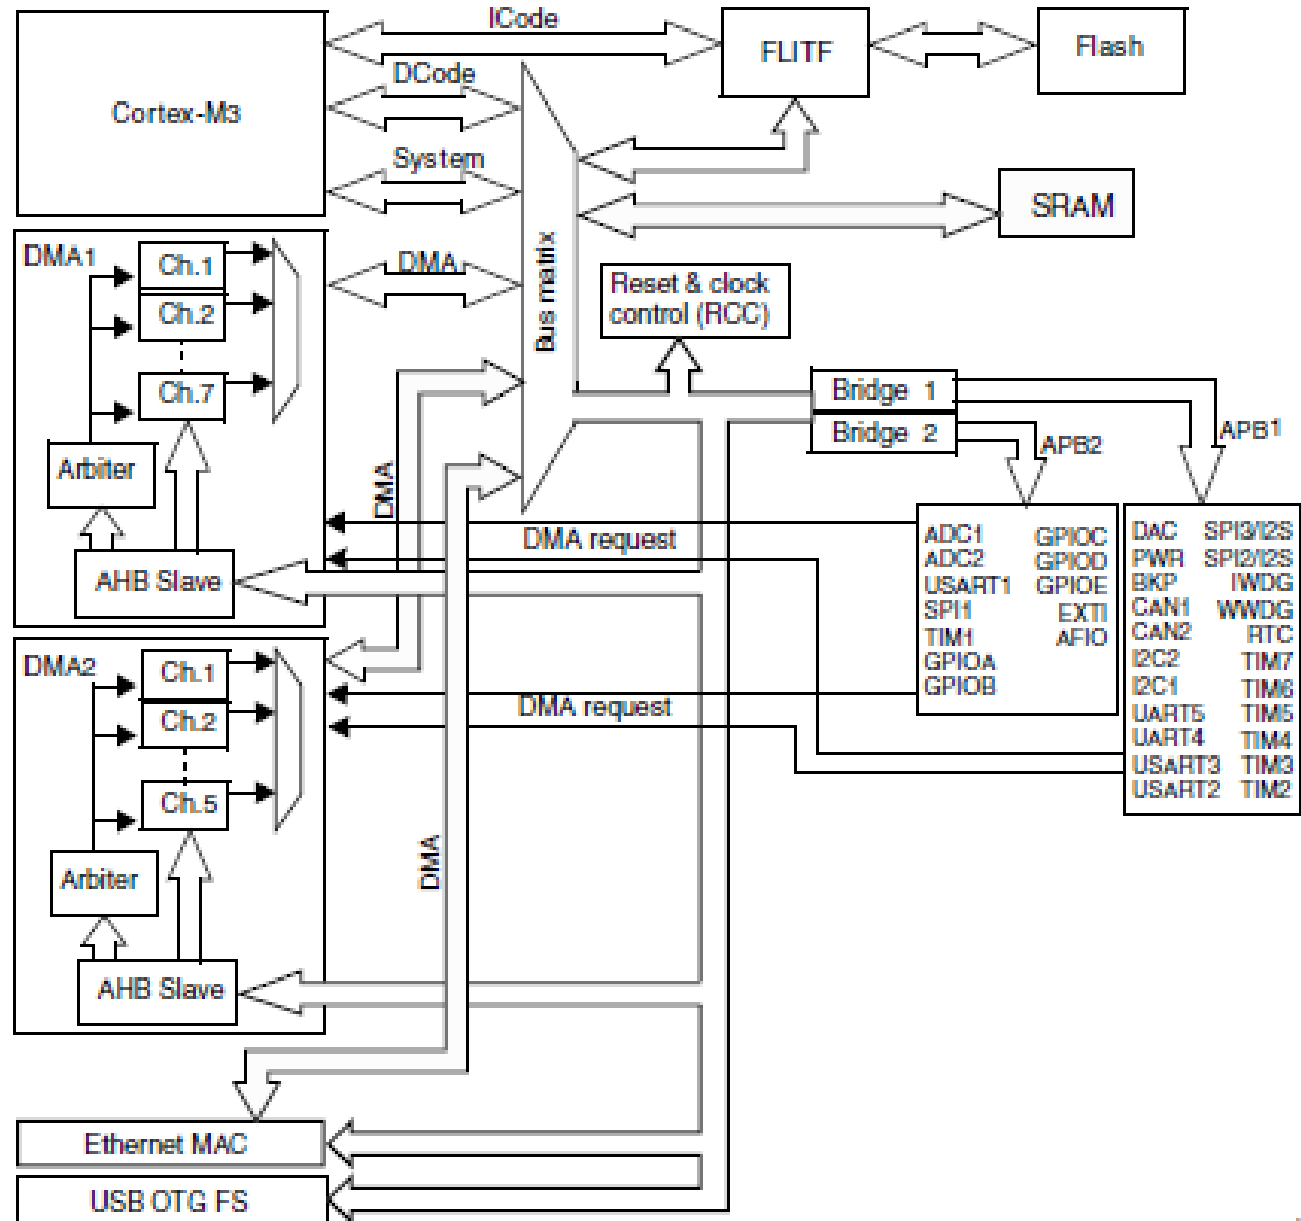 ICode
FLITF
Flash
DCode
Cortex-M3
System
SRAM
DMA1
Ch.1
DMA
Bus matrix
Reset & clock
control (RCC)
Ch.2
Ch.7
Bridge 1
Bridge 2
APB2
APB1
Arbiter
DMA
DMA request
AHB Slave
ADC1 GPIOC
ADC2 GPIOD
USART1 GPIOE
SPI1 EXTI
TIM1 AFIO
GPIOA
GPIOB
DAC SPI3/I2S
PWR SPI2/I2S
BKP IWDG
CAN1 WWDG
CAN2 RTC
I2C2 TIM7
I2C1 TIM6
UART5 TIM5
UART4 TIM4
USART3 TIM3
USART2 TIM2
DMA2
Ch.1
Ch.2
DMA request
Ch.5
DMA
Arbiter
AHB Slave
Ethernet MAC
USB OTG FS